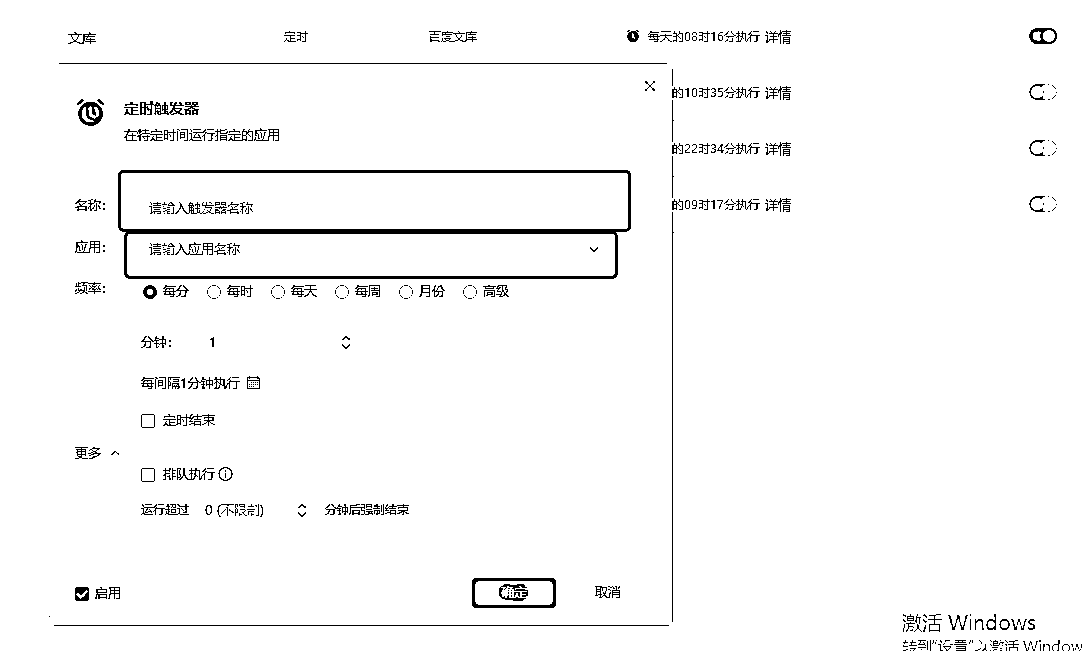 文库 定时 百度文库 每天的08时16分执行 详情
的10时35分执行 详情
定时触发器
在特定时间运行指定的应用
的22时34分执行 详情
名称: 请输入触发器名称
的09时17分执行 详情
应用: 请输入应用名称
频率: 每分 每时 每天 每周 月份 高级
分钟: 1
每间隔1分钟执行
定时结束
更多
排队执行
运行超过 0 (不限制) 分钟后强制结束
启用 确定 取消
激活 Windows
转到"设置"以激活 Window